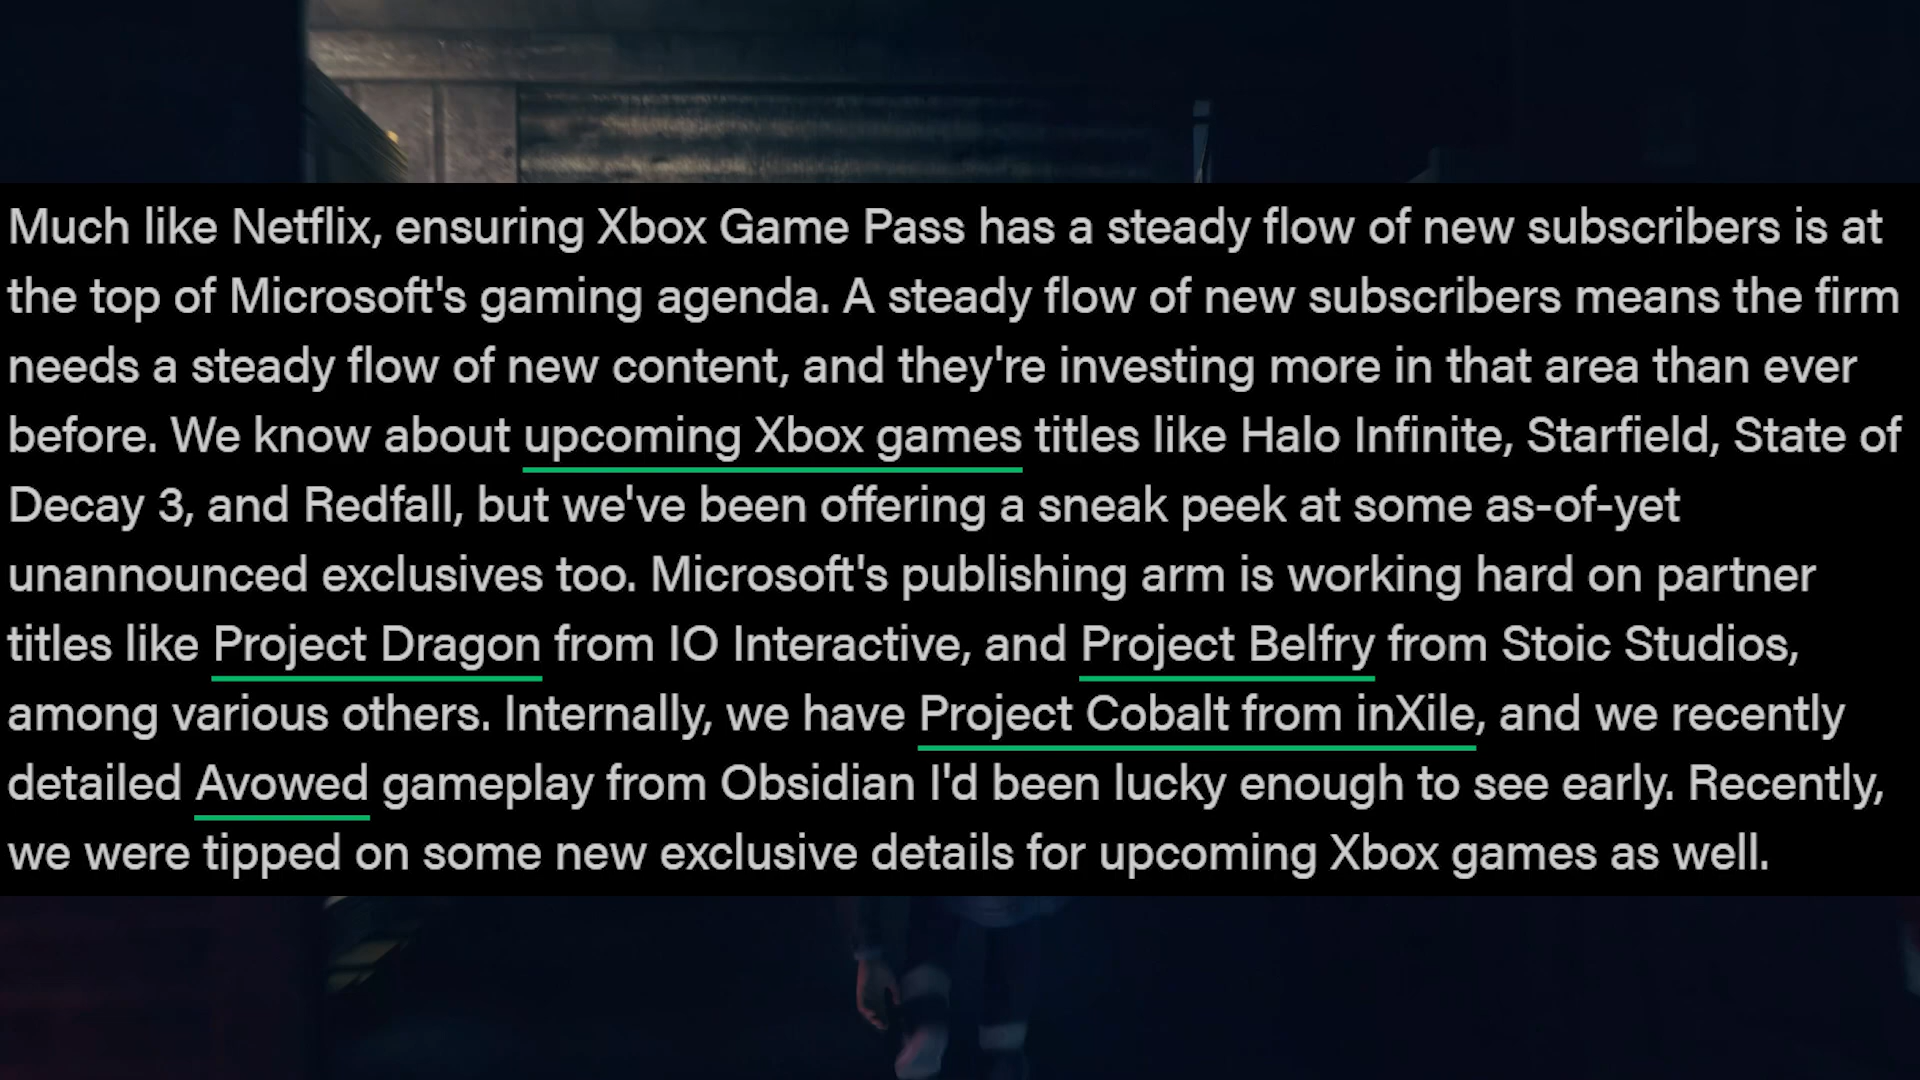 Much like Netflix, ensuring Xbox Game Pass has a steady flow of new subscribers is at
the top of Microsoft's gaming agenda. A steady flow of new subscribers means the firm
needs a steady flow of new content, and they're investing more in that area than ever
before. We know about upcoming Xbox games titles like Halo Infinite, Starfield, State of
Decay 3, and Redfall, but we've been offering a sneak peek at some as-of-yet
unannounced exclusives too. Microsoft's publishing arm is working hard on partner
titles like Project Dragon from IO Interactive, and Project Belfry from Stoic Studios,
among various others. Internally, we have Project Cobalt from inXile, and we recently
detailed Avowed gameplay from Obsidian I'd been lucky enough to see early. Recently,
we were tipped on some new exclusive details for upcoming Xbox games as well.